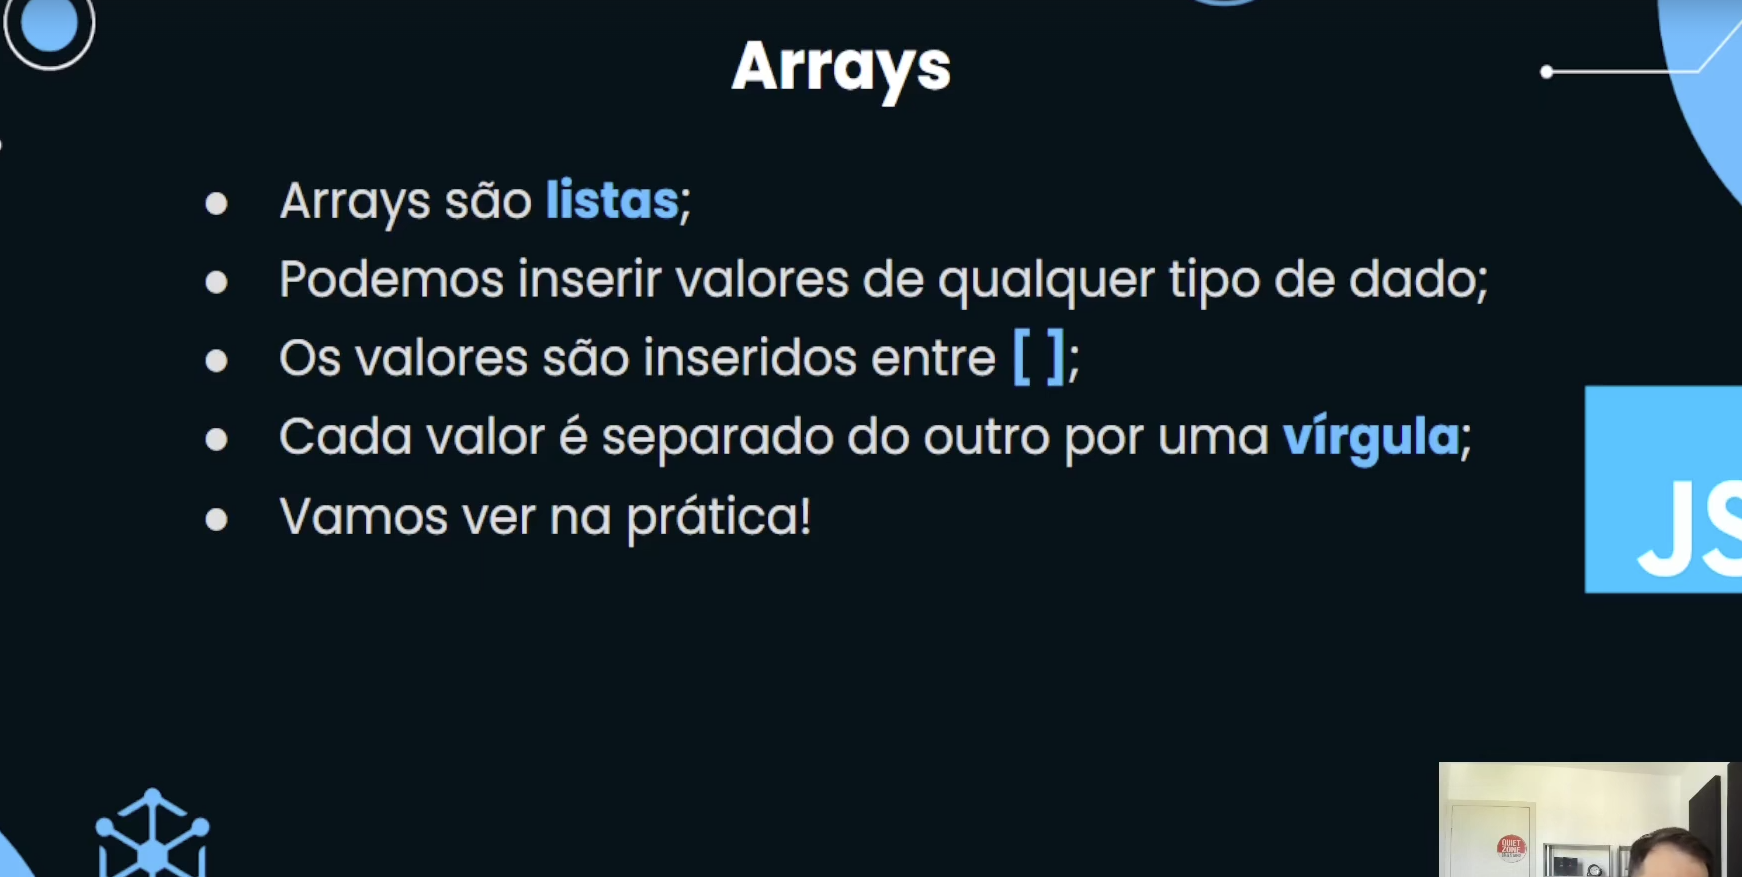 Arrays
● Arrays são listas;
● Podemos inserir valores de qualquer tipo de dado;
● Os valores são inseridos entre [ ];
● Cada valor é separado do outro por uma vírgula;
● Vamos ver na prática!
JS
QUIET
ZONE